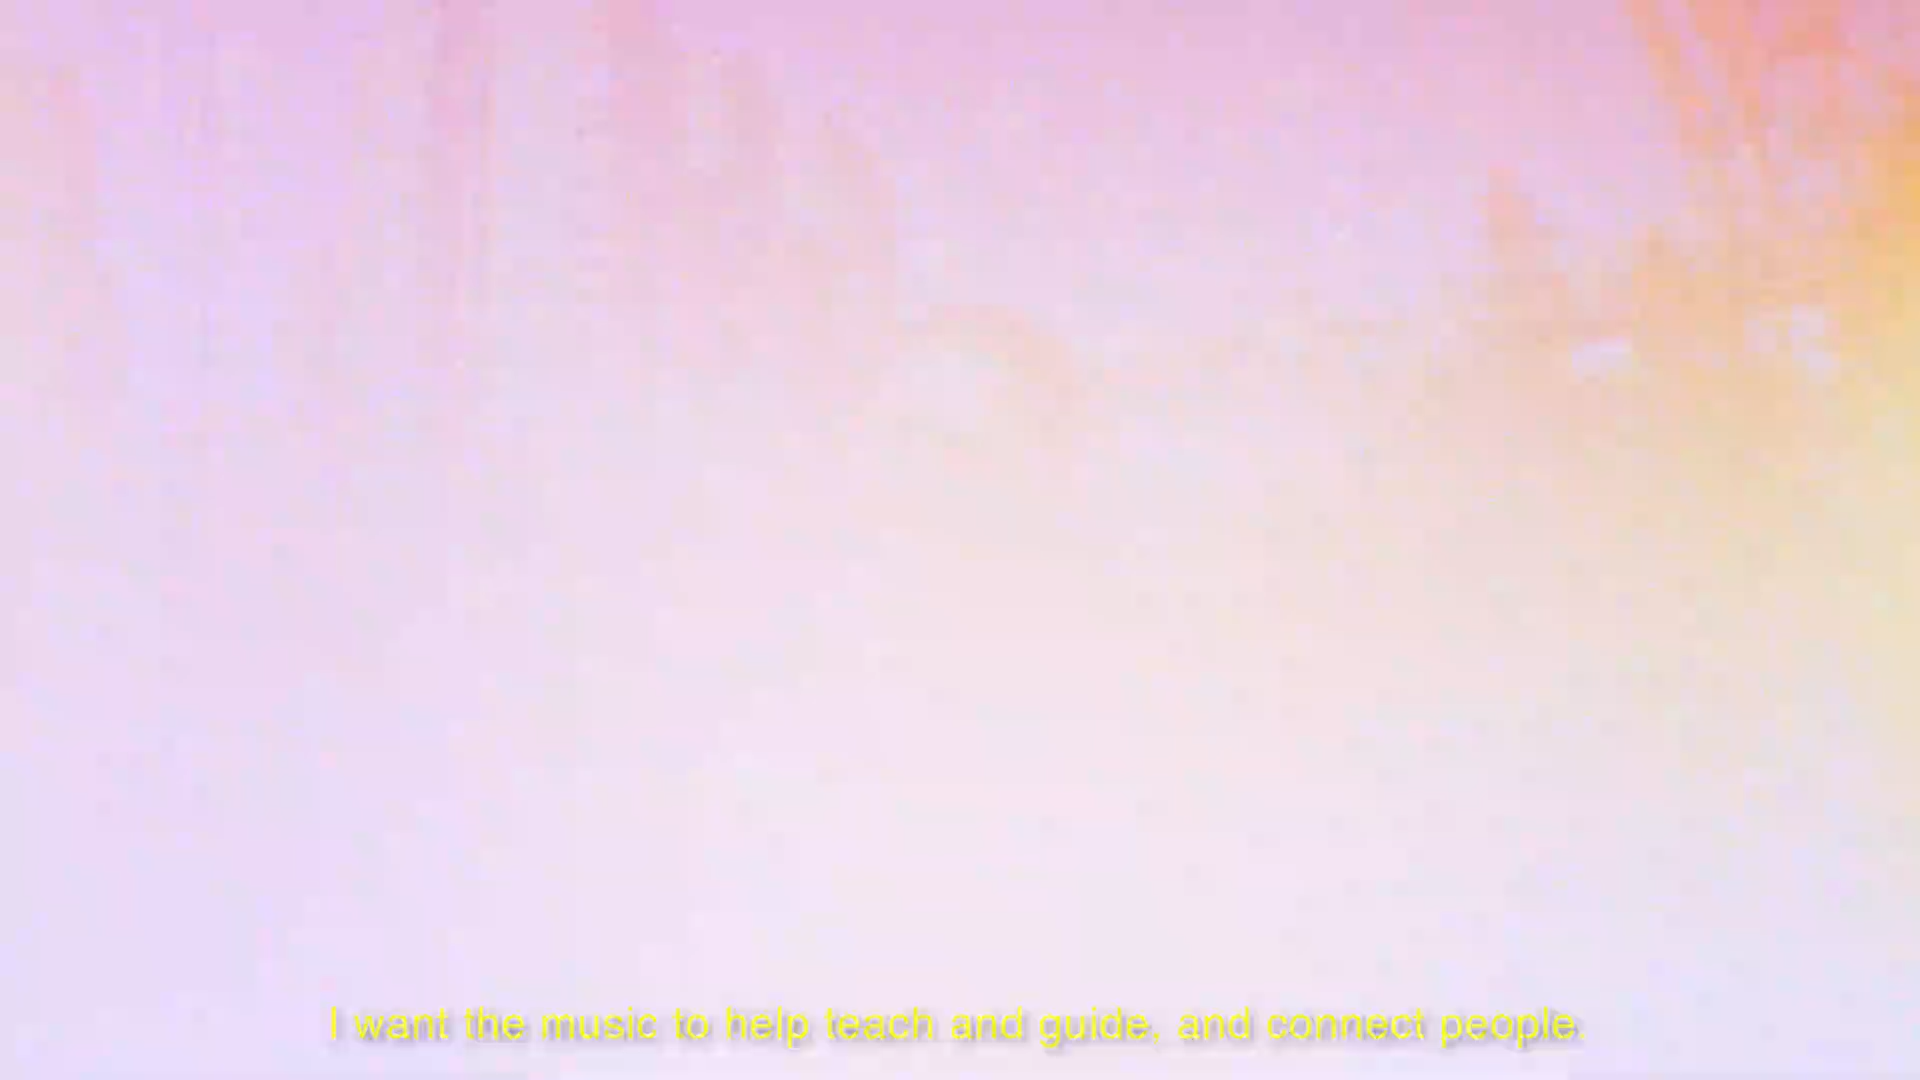 I want the music to help teach and guide, and connect people.